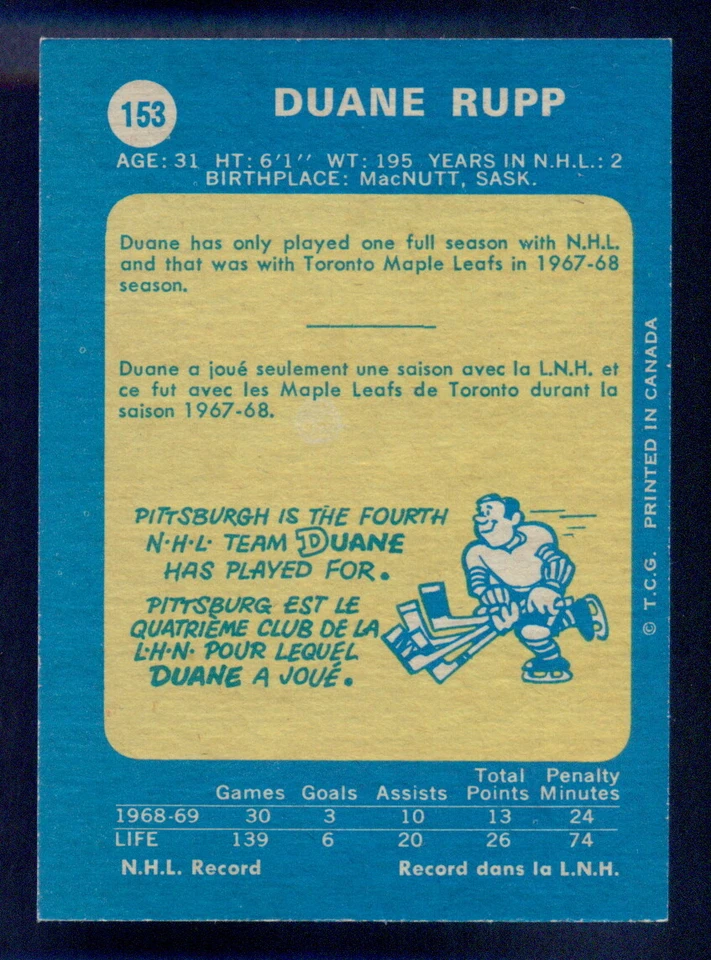 153
DUANE RUPP
AGE: 31 HT: 6'1'' WT: 195 YEARS IN N.H.L.: 2
BIRTHPLACE: MacNUTT, SASK.
Duane has only played one full season with N.H.L.
and that was with Toronto Maple Leafs in 1967-68
season.
Duane a joué seulement une saison avec la L.N.H. et
ce fut avec les Maple Leafs de Toronto durant la
saison 1967-68.
PITTSBURGH IS THE FOURTH
N·H·L· TEAM DUANE
HAS PLAYED FOR.
PITTSBURG EST LE
QUATRIÈME CLUB DE LA
L·H·N· POUR LEQUEL
DUANE A JOUÉ.
NY
© T.C.G. PRINTED IN CANADA
Games Goals Assists Total Points Penalty Minutes
1968-69 30 3 10 13 24
LIFE 139 6 20 26 74
N.H.L. Record Record dans la L.N.H.